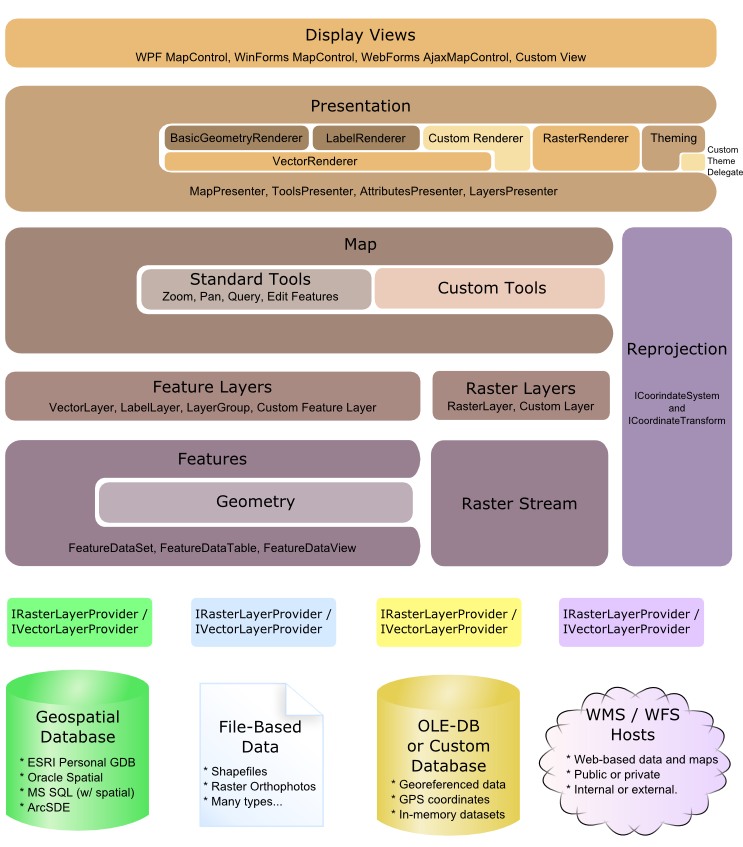 Display Views
WPF MapControl, WinForms MapControl, WebForms AjaxMapControl, Custom View
Presentation
BasicGeometryRenderer
LabelRenderer
Custom Renderer
RasterRenderer
Theming
VectorRenderer
Custom
Theme
Delegate
MapPresenter, ToolsPresenter, AttributesPresenter, LayersPresenter
Map
Standard Tools
Zoom, Pan, Query, Edit Features
Custom Tools
Reprojection
ICoorindateSystem
and
ICoordinateTransform
Feature Layers
VectorLayer, LabelLayer, LayerGroup, Custom Feature Layer
Raster Layers
RasterLayer, Custom Layer
Features
Geometry
FeatureDataSet, FeatureDataTable, FeatureDataView
Raster Stream
IRasterLayerProvider /
IVectorLayerProvider
IRasterLayerProvider /
IVectorLayerProvider
IRasterLayerProvider /
IVectorLayerProvider
IRasterLayerProvider /
IVectorLayerProvider
Geospatial
Database
* ESRI Personal GDB
* Oracle Spatial
* MS SQL (w/ spatial)
* ArcSDE
File-Based
Data
* Shapefiles
* Raster Orthophotos
* Many types...
OLE-DB
or Custom
Database
* Georeferenced data
* GPS coordinates
* In-memory datasets
WMS / WFS
Hosts
* Web-based data and maps
* Public or private
* Internal or external.